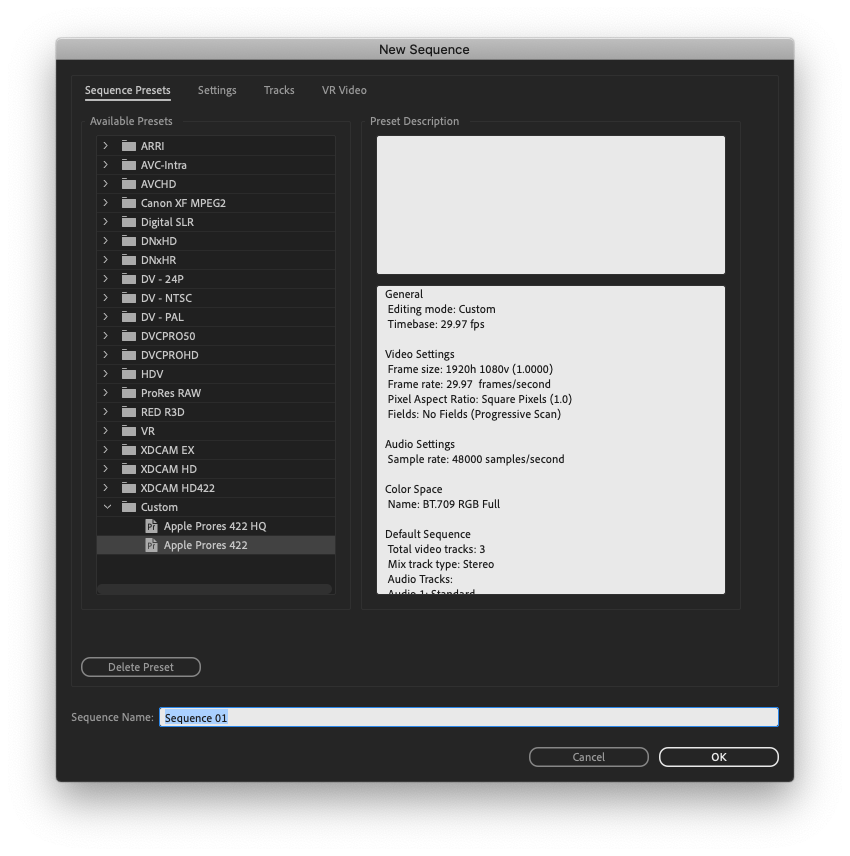 New Sequence
Sequence Presets Settings Tracks VR Video
Available Presets
ARRI
AVC-Intra
AVCHD
Canon XF MPEG2
Digital SLR
DNxHD
DNxHR
DV - 24P
DV - NTSC
DV - PAL
DVCPRO50
DVCPROHD
HDV
ProRes RAW
RED R3D
VR
XDCAM EX
XDCAM HD
XDCAM HD422
Custom
Apple Prores 422 HQ
Apple Prores 422
Preset Description
General
Editing mode: Custom
Timebase: 29.97 fps
Video Settings
Frame size: 1920h 1080v (1.0000)
Frame rate: 29.97 frames/second
Pixel Aspect Ratio: Square Pixels (1.0)
Fields: No Fields (Progressive Scan)
Audio Settings
Sample rate: 48000 samples/second
Color Space
Name: BT.709 RGB Full
Default Sequence
Total video tracks: 3
Mix track type: Stereo
Audio Tracks:
Audio 1: Standard
Delete Preset
Sequence Name: Sequence 01
Cancel OK